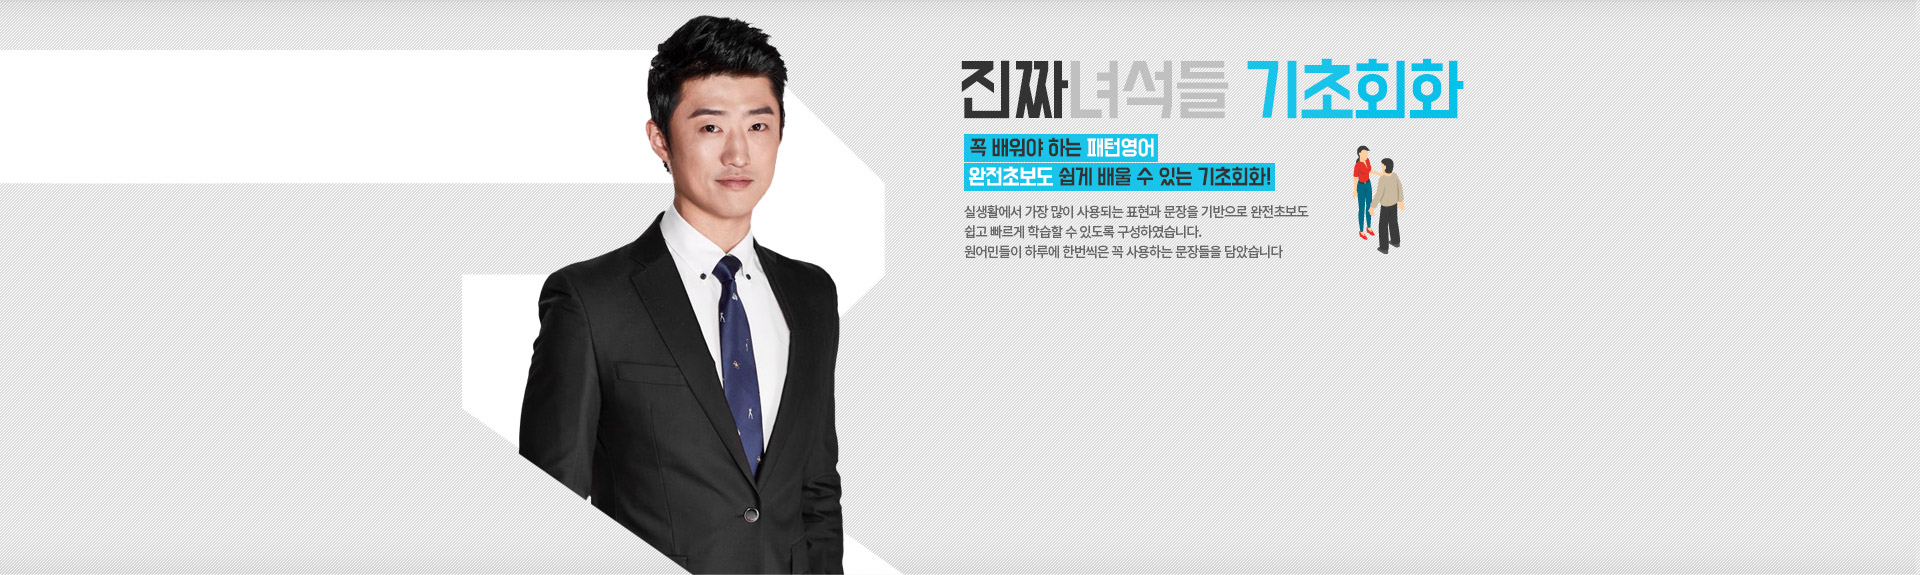 진짜녀석들 기초회화
꼭 배워야 하는 패턴영어
완전초보도 쉽게 배울 수 있는 기초회화!
실생활에서 가장 많이 사용되는 표현과 문장을 기반으로 완전초보도
쉽고 빠르게 학습할 수 있도록 구성하였습니다.
원어민들이 하루에 한번씩은 꼭 사용하는 문장들을 담았습니다